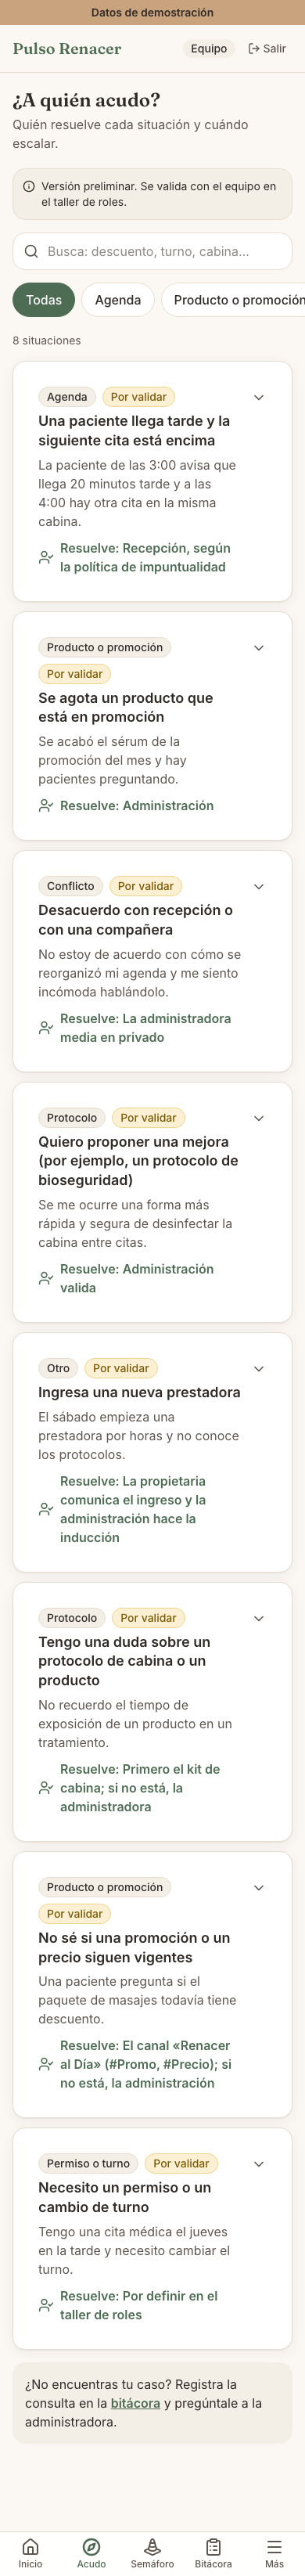 Datos de demostración
Pulso Renacer
Equipo
Salir
¿A quién acudo?
Quién resuelve cada situación y cuándo
escalar.
Versión preliminar. Se valida con el equipo en
el taller de roles.
Busca: descuento, turno, cabina…
Todas
Agenda
Producto o promoción
8 situaciones
Agenda
Por validar
Una paciente llega tarde y la
siguiente cita está encima
La paciente de las 3:00 avisa que
llega 20 minutos tarde y a las
4:00 hay otra cita en la misma
cabina.
Resuelve: Recepción, según
la política de impuntualidad
Producto o promoción
Por validar
Se agota un producto que
está en promoción
Se acabó el sérum de la
promoción del mes y hay
pacientes preguntando.
Resuelve: Administración
Conflicto
Por validar
Desacuerdo con recepción o
con una compañera
No estoy de acuerdo con cómo se
reorganizó mi agenda y me siento
incómoda hablándolo.
Resuelve: La administradora
media en privado
Protocolo
Por validar
Quiero proponer una mejora
(por ejemplo, un protocolo de
bioseguridad)
Se me ocurre una forma más
rápida y segura de desinfectar la
cabina entre citas.
Resuelve: Administración
valida
Otro
Por validar
Ingresa una nueva prestadora
El sábado empieza una
prestadora por horas y no conoce
los protocolos.
Resuelve: La propietaria
comunica el ingreso y la
administración hace la
inducción
Protocolo
Por validar
Tengo una duda sobre un
protocolo de cabina o un
producto
No recuerdo el tiempo de
exposición de un producto en un
tratamiento.
Resuelve: Primero el kit de
cabina; si no está, la
administradora
Producto o promoción
Por validar
No sé si una promoción o un
precio siguen vigentes
Una paciente pregunta si el
paquete de masajes todavía tiene
descuento.
Resuelve: El canal «Renacer
al Día» (#Promo, #Precio); si
no está, la administración
Permiso o turno
Por validar
Necesito un permiso o un
cambio de turno
Tengo una cita médica el jueves
en la tarde y necesito cambiar el
turno.
Resuelve: Por definir en el
taller de roles
¿No encuentras tu caso? Registra la
consulta en la bitácora y pregúntale a la
administradora.
Inicio
Acudo
Semáforo
Bitácora
Más